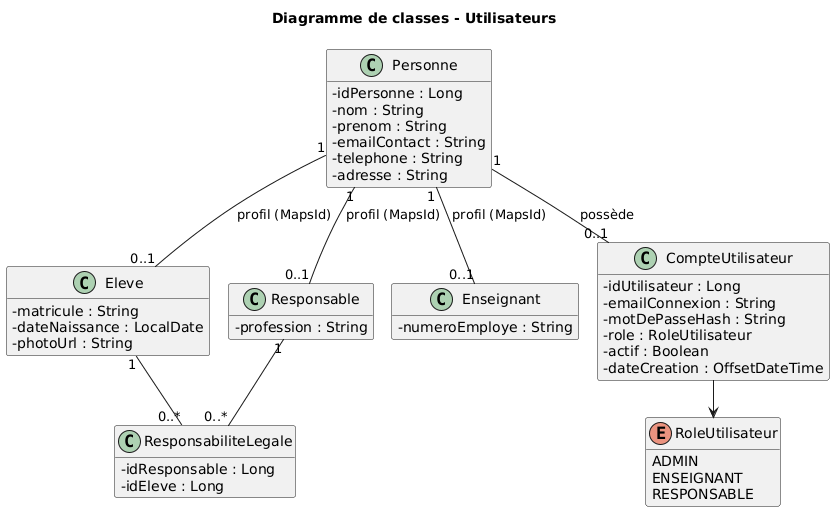 Diagramme de classes - Utilisateurs
C Personne
-idPersonne : Long
-nom : String
-prenom : String
-emailContact : String
-telephone : String
-adresse : String
1
1
1
1
profil (MapsId)
profil (MapsId)
profil (MapsId)
possède
0..1
0..1
0..1
0..1
C Eleve
-matricule : String
-dateNaissance : LocalDate
-photoUrl : String
C Responsable
-profession : String
C Enseignant
-numeroEmploye : String
C CompteUtilisateur
-idUtilisateur : Long
-emailConnexion : String
-motDePasseHash : String
-role : RoleUtilisateur
-actif : Boolean
-dateCreation : OffsetDateTime
1
1
0..*
0..*
C ResponsabiliteLegale
-idResponsable : Long
-idEleve : Long
E RoleUtilisateur
ADMIN
ENSEIGNANT
RESPONSABLE